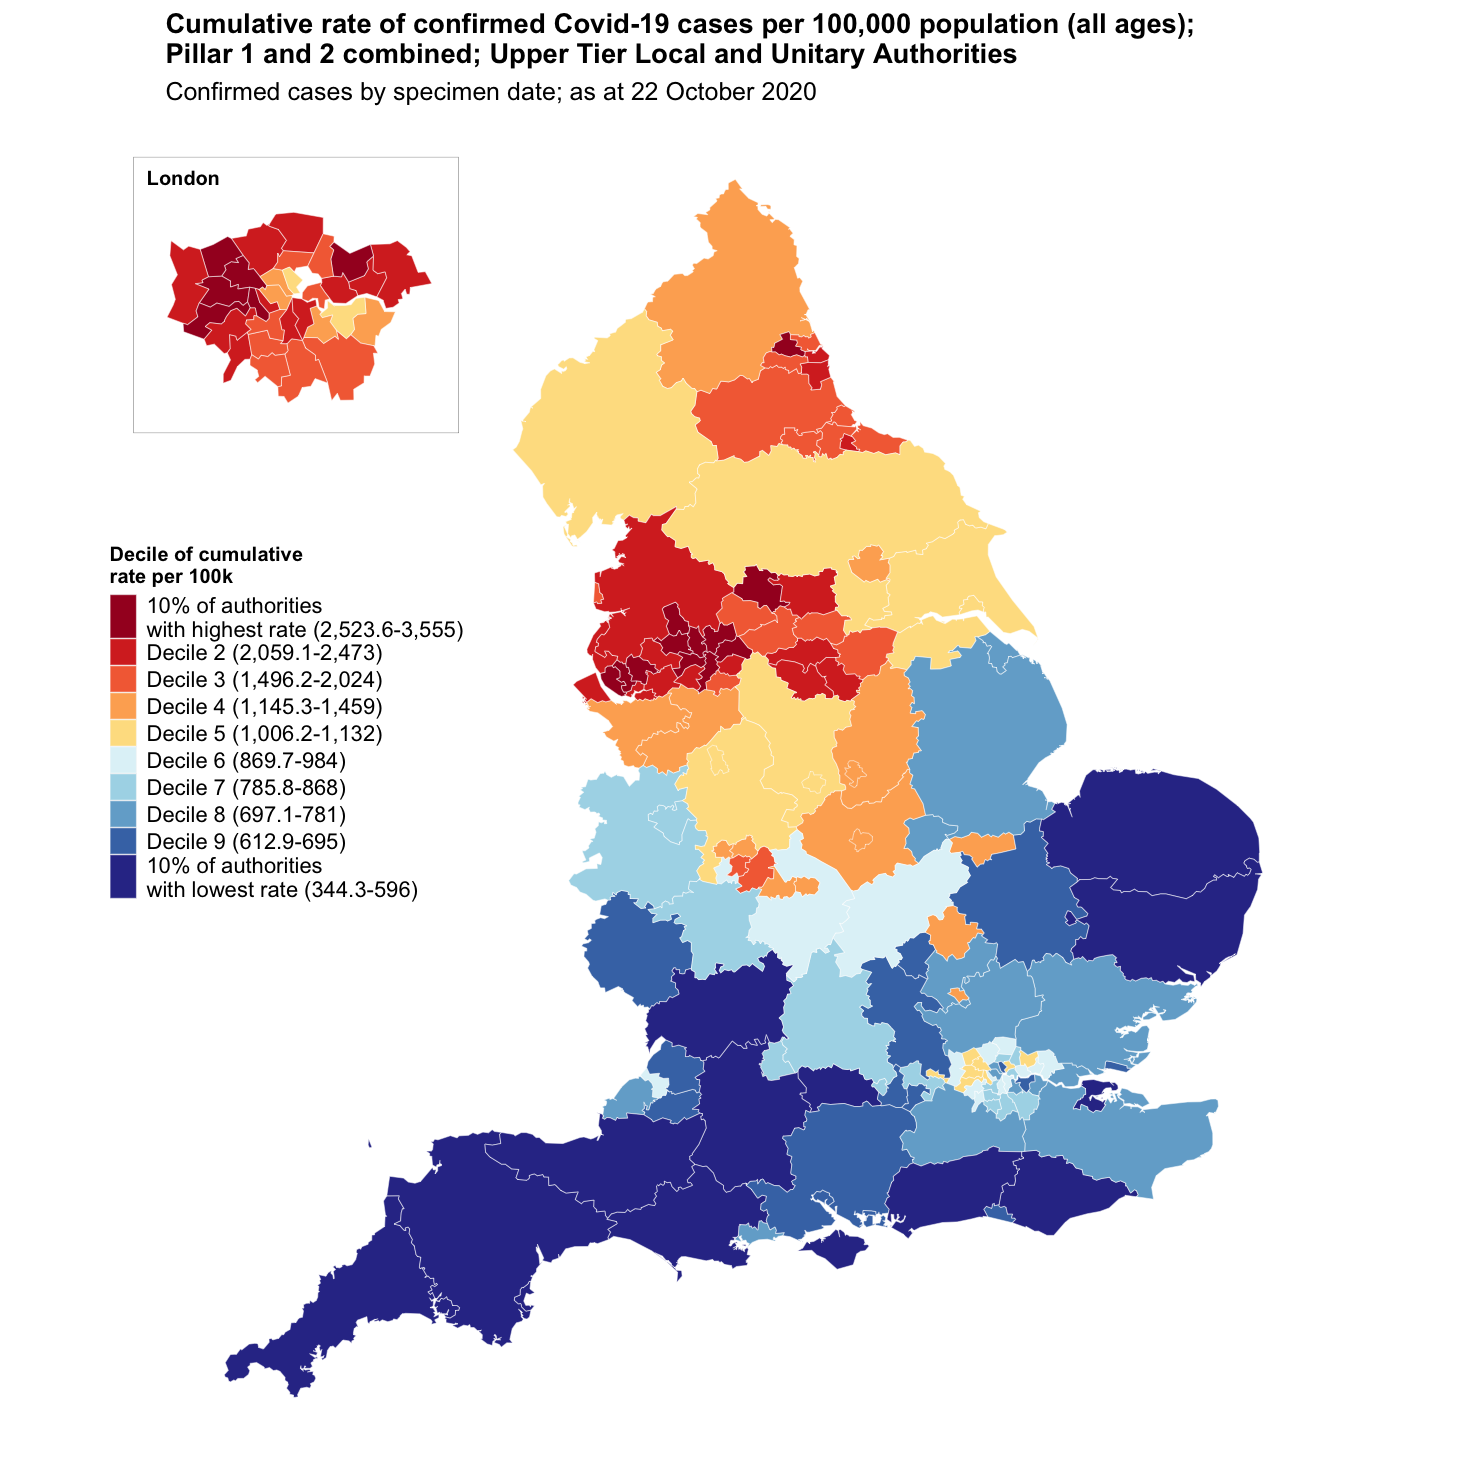 Cumulative rate of confirmed Covid-19 cases per 100,000 population (all ages);
Pillar 1 and 2 combined; Upper Tier Local and Unitary Authorities
Confirmed cases by specimen date; as at 22 October 2020
London
Decile of cumulative
rate per 100k
10% of authorities
with highest rate (2,523.6-3,555)
Decile 2 (2,059.1-2,473)
Decile 3 (1,496.2-2,024)
Decile 4 (1,145.3-1,459)
Decile 5 (1,006.2-1,132)
Decile 6 (869.7-984)
Decile 7 (785.8-868)
Decile 8 (697.1-781)
Decile 9 (612.9-695)
10% of authorities
with lowest rate (344.3-596)